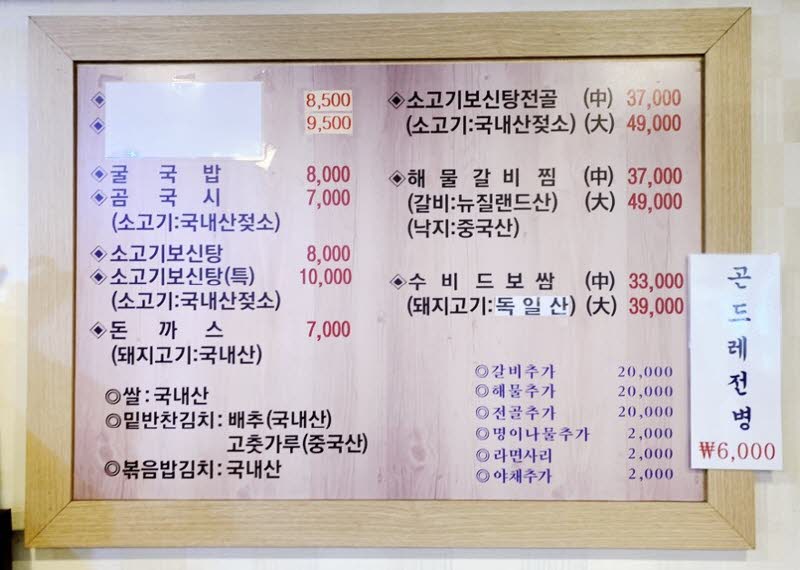 ◈ 8,500
◈ 9,500
◈굴 국 밥 8,000
◈곰 국 시 7,000
(소고기:국내산젖소)
◈소고기보신탕 8,000
◈소고기보신탕(특) 10,000
(소고기:국내산젖소)
◈돈 까 스 7,000
(돼지고기:국내산)
◎쌀:국내산
◎밑반찬김치:배추(국내산)
고춧가루(중국산)
◎볶음밥김치:국내산
◈소고기보신탕전골 (中) 37,000
(소고기:국내산젖소) (大) 49,000
◈해 물 갈 비 찜 (中) 37,000
(갈비:뉴질랜드산) (大) 49,000
(낙지:중국산)
◈수 비 드 보 쌈 (中) 33,000
(돼지고기:독일산) (大) 39,000
◎갈비추가 20,000
◎해물추가 20,000
◎전골추가 20,000
◎명이나물추가 2,000
◎라면사리 2,000
◎야채추가 2,000
곤드레전병
₩6,000